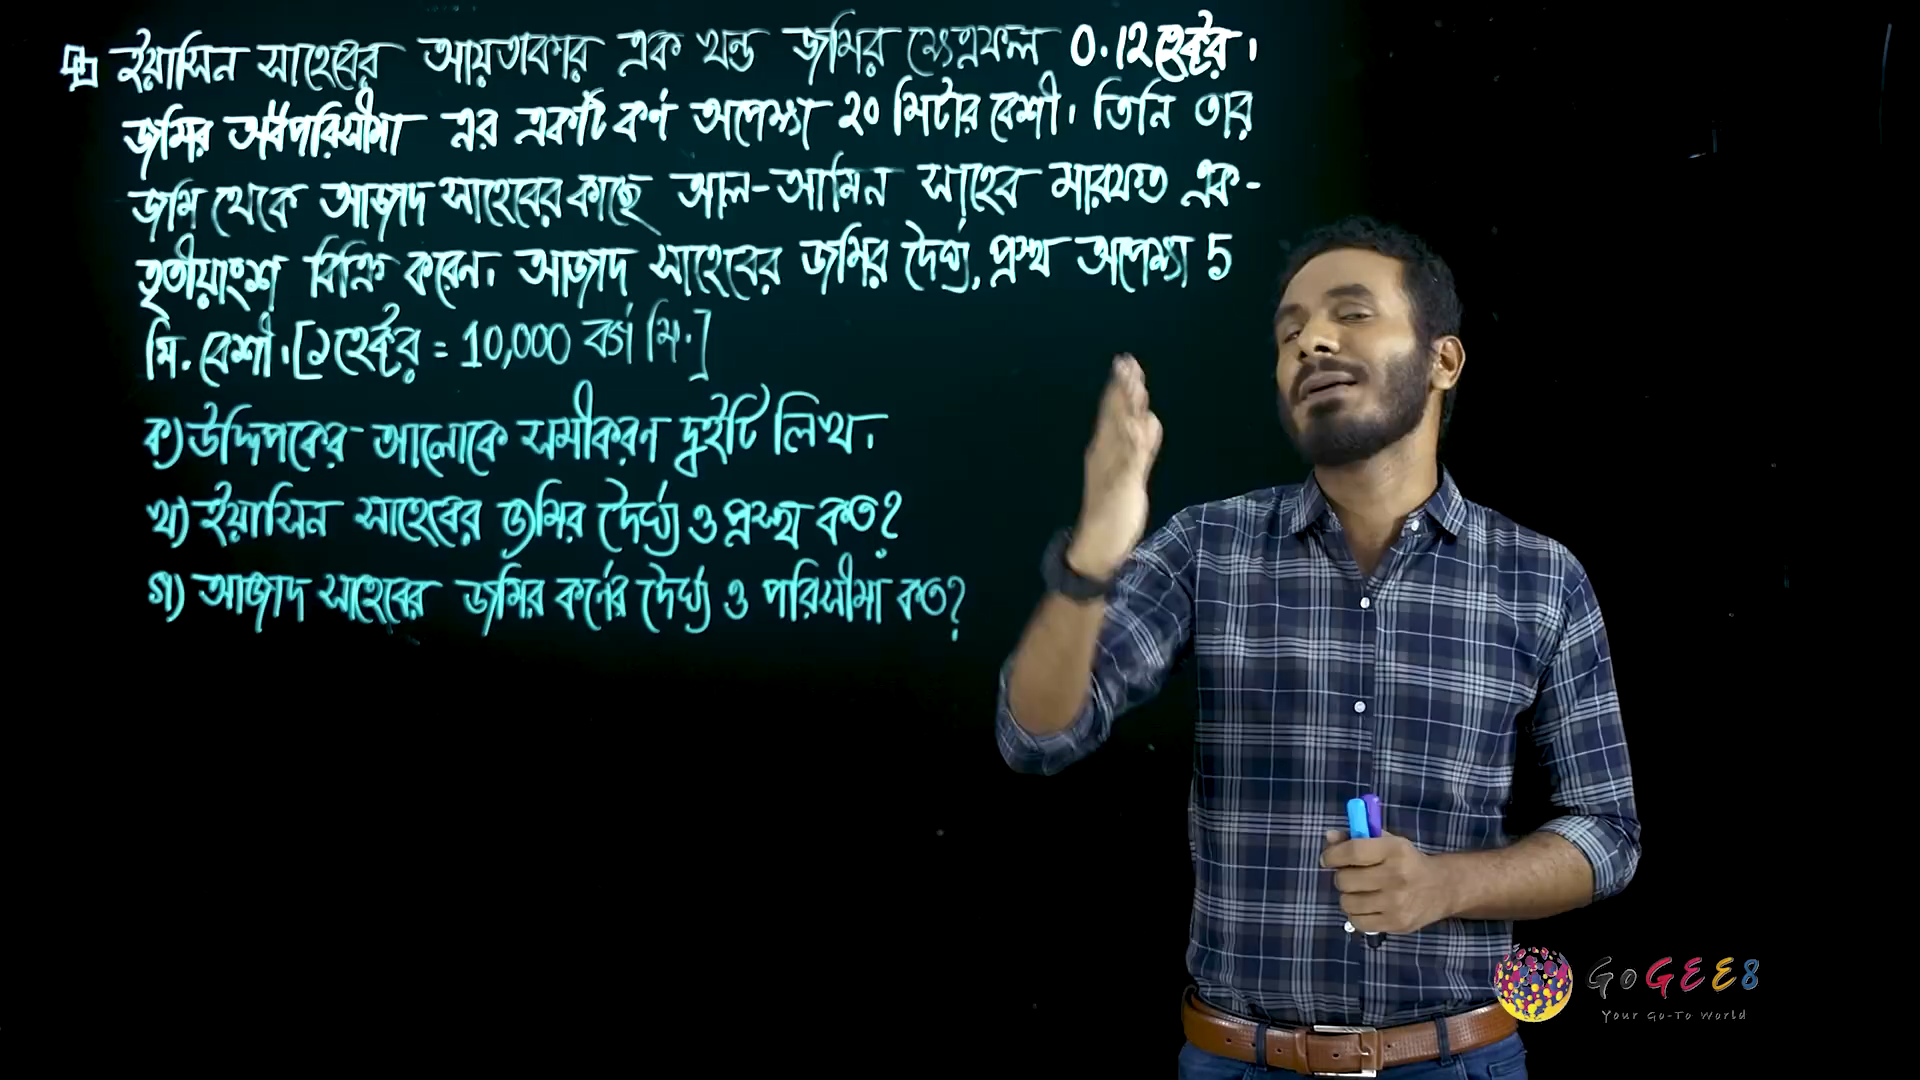 প্রঃ ইয়াসিন সাহেবের আয়তাকার এক খন্ড জমির ক্ষেত্রফল 0.12 হেক্টর।
জমির অর্ধপরিসীমা এর একটি কর্ণ অপেক্ষা ২০ মিটার বেশী। তিনি তার
জমি থেকে আজাদ সাহেবের কাছে আল-আমিন সাহেব মারফত এক-
তৃতীয়াংশ বিক্রি করেন। আজাদ সাহেবের জমির দৈর্ঘ্য, প্রস্থ অপেক্ষা 5
মি. বেশী। [১ হেক্টর = 10,000 বর্গ মি.]
ক) উদ্দিপকের আলোকে সমীকরণ দুইটি লিখ।
খ) ইয়াসিন সাহেবের জমির দৈর্ঘ্য ও প্রস্থ কত?
গ) আজাদ সাহেবের জমির কর্ণের দৈর্ঘ্য ও পরিসীমা কত?
GoGEE8
Your Go-To World